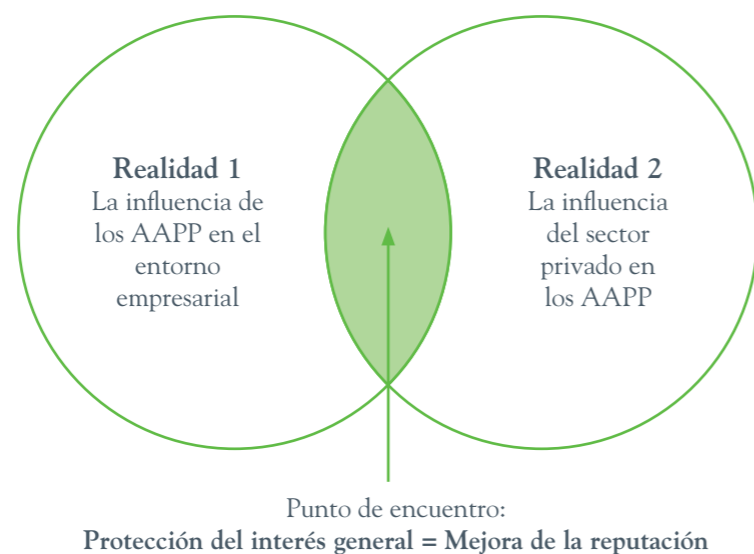 Realidad 1
La influencia de
los AAPP en el
entorno
empresarial
Realidad 2
La influencia
del sector
privado en
los AAPP
Punto de encuentro:
Protección del interés general = Mejora de la reputación